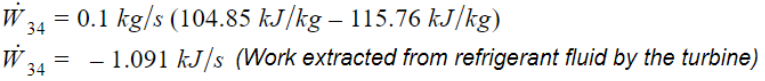 Ẇ₃₄ = 0.1 kg/s (104.85 kJ/kg – 115.76 kJ/kg)
Ẇ₃₄ = – 1.091 kJ/s (Work extracted from refrigerant fluid by the turbine)